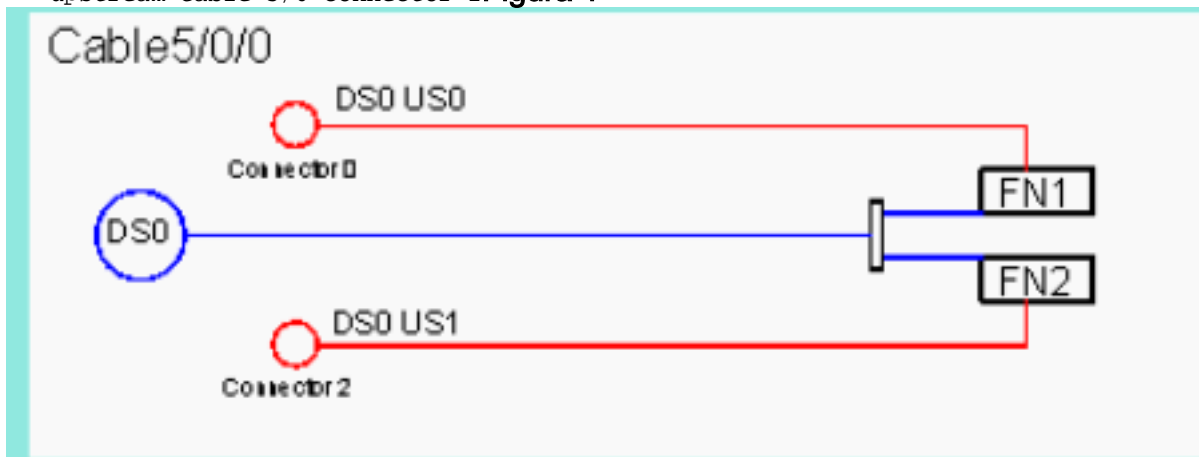 Cable5/0/0
DS0 US0
Connector 0
FN1
DS0
FN2
DS0 US1
Connector 2